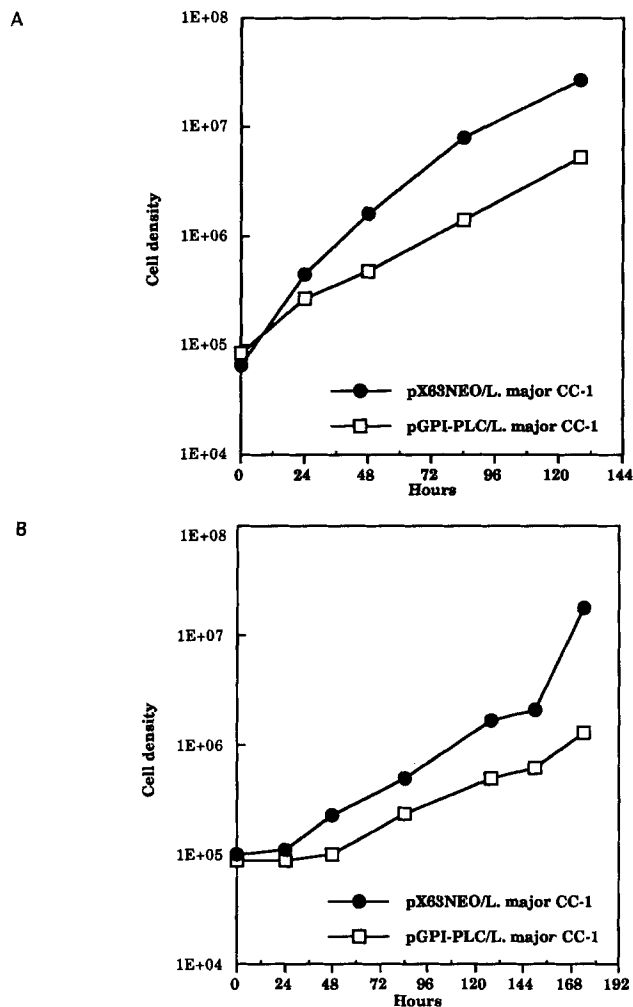 A
1E+08
1E+07
1E+06
1E+05
1E+04
Cell density
pX63NEO/L. major CC-1
pGPI-PLC/L. major CC-1
0 24 48 72 96 120 144
Hours
B
1E+08
1E+07
1E+06
1E+05
1E+04
Cell density
pX63NEO/L. major CC-1
pGPI-PLC/L. major CC-1
0 24 48 72 96 120 144 168 192
Hours